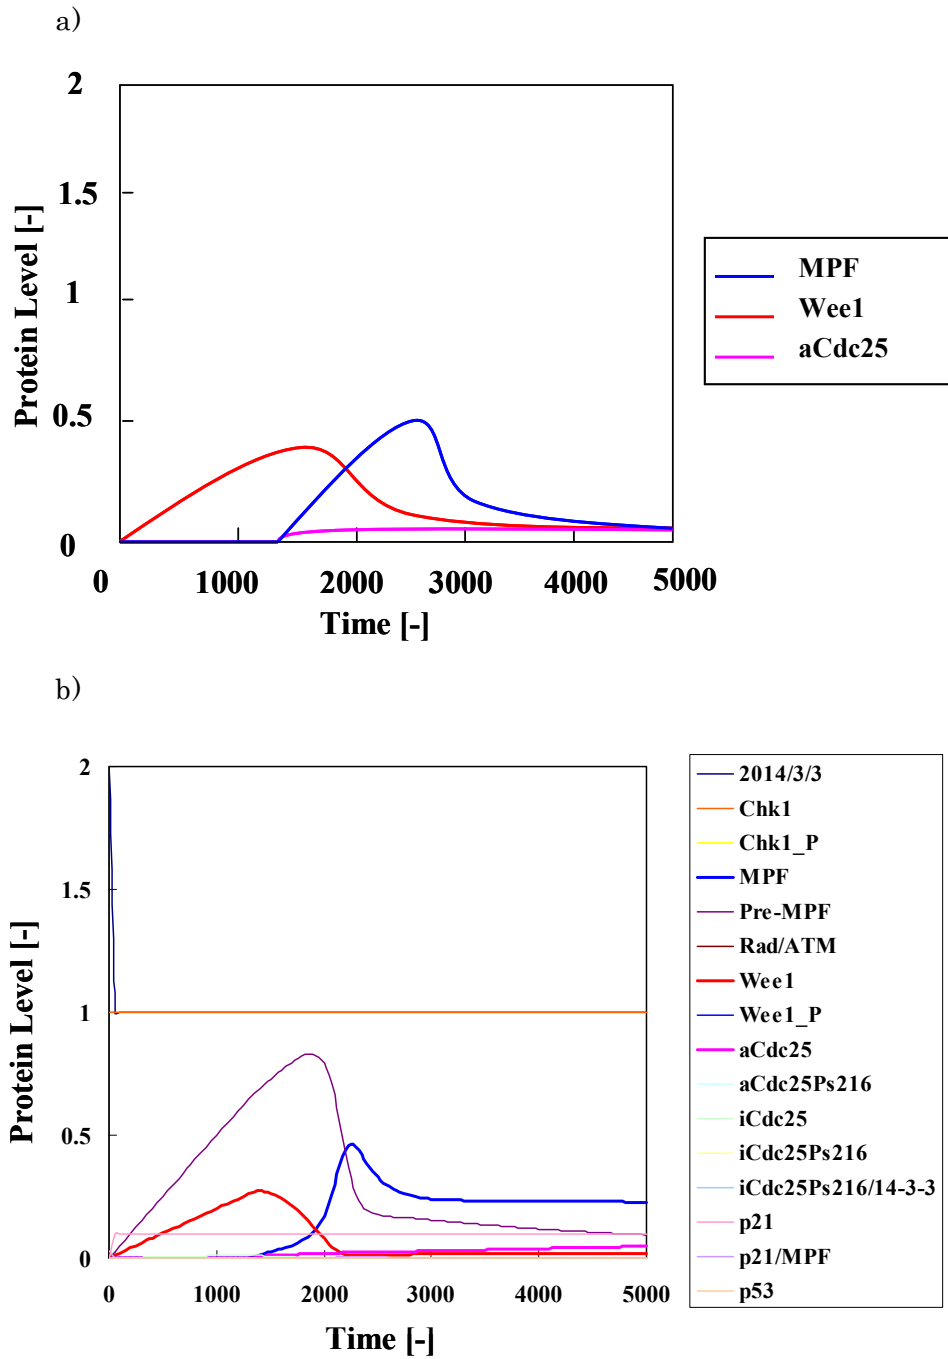 a)
2
1.5
1
0.5
0
Protein Level [-]
0 1000 2000 3000 4000 5000
Time [-]
MPF
Wee1
aCdc25
b)
2
1.5
1
0.5
0
Protein Level [-]
0 1000 2000 3000 4000 5000
Time [-]
2014/3/3
Chk1
Chk1_P
MPF
Pre-MPF
Rad/ATM
Wee1
Wee1_P
aCdc25
aCdc25Ps216
iCdc25
iCdc25Ps216
iCdc25Ps216/14-3-3
p21
p21/MPF
p53